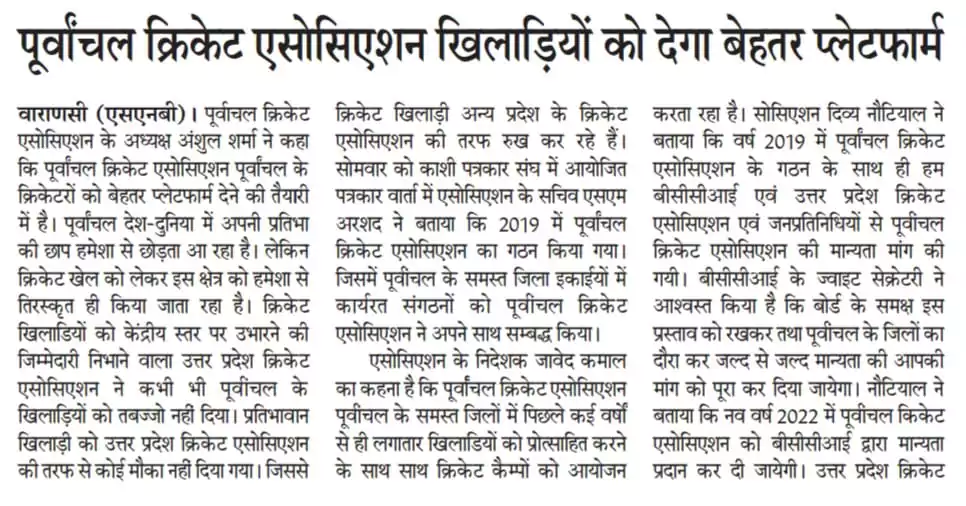 पूर्वांचल क्रिकेट एसोसिएशन खिलाड़ियों को देगा बेहतर प्लेटफार्म
वाराणसी (एसएनबी)। पूर्वाचल क्रिकेट
एसोसिएशन के अध्यक्ष अंशुल शर्मा ने कहा
कि पूर्वांचल क्रिकेट एसोसिएशन पूर्वांचल के
क्रिकेटरों को बेहतर प्लेटफार्म देने की तैयारी
में है। पूर्वांचल देश-दुनिया में अपनी प्रतिभा
की छाप हमेशा से छोड़ता आ रहा है। लेकिन
क्रिकेट खेल को लेकर इस क्षेत्र को हमेशा से
तिरस्कृत ही किया जाता रहा है। क्रिकेट
खिलाडियों को केंद्रीय स्तर पर उभारने की
जिम्मेदारी निभाने वाला उत्तर प्रदेश क्रिकेट
एसोसिएशन ने कभी भी पूर्वांचल के
खिलाड़ियों को तबज्जो नहीं दिया। प्रतिभावान
खिलाड़ी को उत्तर प्रदेश क्रिकेट एसोसिएशन
की तरफ से कोई मौका नहीं दिया गया। जिससे
क्रिकेट खिलाड़ी अन्य प्रदेश के क्रिकेट
एसोसिएशन की तरफ रुख कर रहे हैं।
सोमवार को काशी पत्रकार संघ में आयोजित
पत्रकार वार्ता में एसोसिएशन के सचिव एसएम
अरशद ने बताया कि 2019 में पूर्वांचल
क्रिकेट एसोसिएशन का गठन किया गया।
जिसमें पूर्वांचल के समस्त जिला इकाईयों में
कार्यरत संगठनों को पूर्वांचल क्रिकेट
एसोसिएशन ने अपने साथ सम्बद्ध किया।
एसोसिएशन के निदेशक जावेद कमाल
का कहना है कि पूर्वांचल क्रिकेट एसोसिएशन
पूर्वांचल के समस्त जिलों में पिछले कई वर्षों
से ही लगातार खिलाडियों को प्रोत्साहित करने
के साथ साथ क्रिकेट कैम्पों को आयोजन
करता रहा है। सोसिएशन दिव्य नौटियाल ने
बताया कि वर्ष 2019 में पूर्वांचल क्रिकेट
एसोसिएशन के गठन के साथ ही हम
बीसीसीआई एवं उत्तर प्रदेश क्रिकेट
एसोसिएशन एवं जनप्रतिनिधियों से पूर्वांचल
क्रिकेट एसोसिएशन की मान्यता मांग की
गयी। बीसीसीआई के ज्वाइट सेक्रेटरी ने
आश्वस्त किया है कि बोर्ड के समक्ष इस
प्रस्ताव को रखकर तथा पूर्वांचल के जिलों का
दौरा कर जल्द से जल्द मान्यता की आपकी
मांग को पूरा कर दिया जायेगा। नौटियाल ने
बताया कि नव वर्ष 2022 में पूर्वांचल क्रिकेट
एसोसिएशन को बीसीसीआई द्वारा मान्यता
प्रदान कर दी जायेगी। उत्तर प्रदेश क्रिकेट